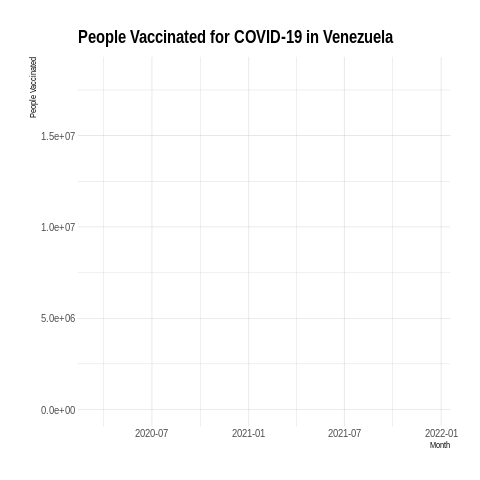 People Vaccinated for COVID-19 in Venezuela
People Vaccinated
1.5e+07
1.0e+07
5.0e+06
0.0e+00
2020-07
2021-01
2021-07
2022-01
Month